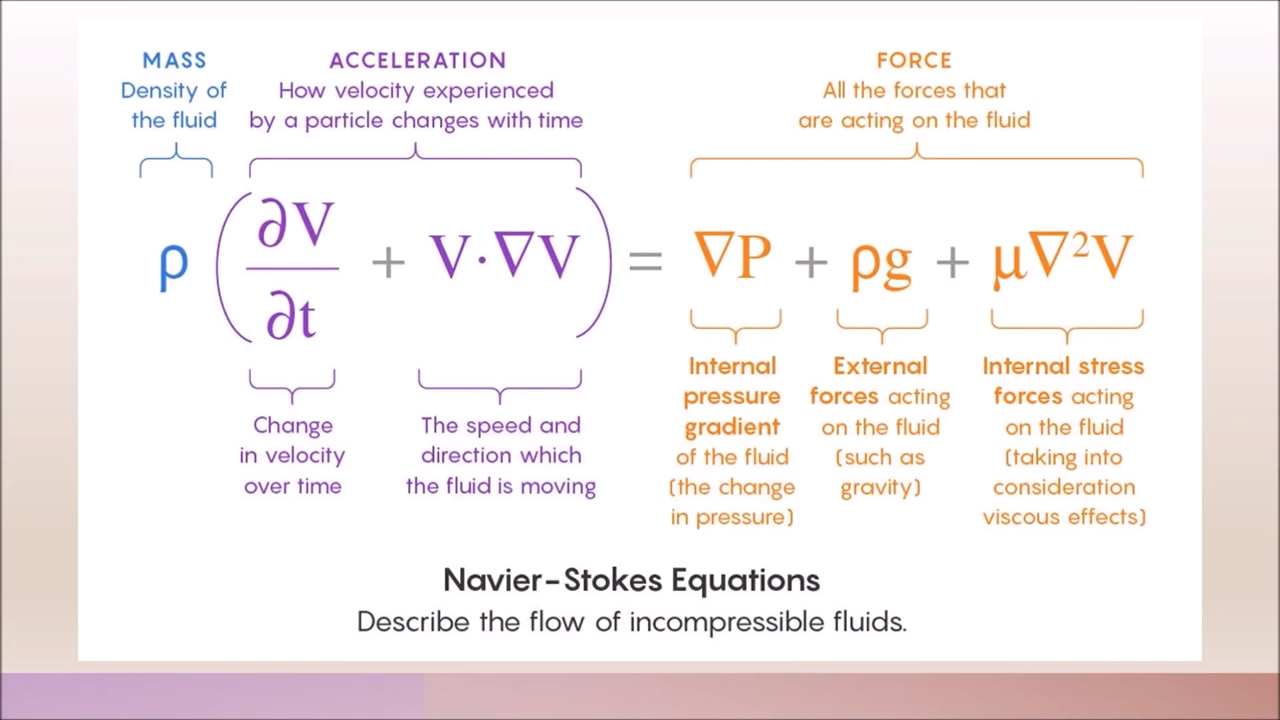 MASS
Density of
the fluid
ACCELERATION
How velocity experienced
by a particle changes with time
FORCE
All the forces that
are acting on the fluid
ρ (∂V/∂t + V·∇V) = ∇P + ρg + μ∇²V
Change
in velocity
over time
The speed and
direction which
the fluid is moving
Internal
pressure
gradient
of the fluid
(the change
in pressure)
External
forces acting
on the fluid
(such as
gravity)
Internal stress
forces acting
on the fluid
(taking into
consideration
viscous effects)
Navier-Stokes Equations
Describe the flow of incompressible fluids.